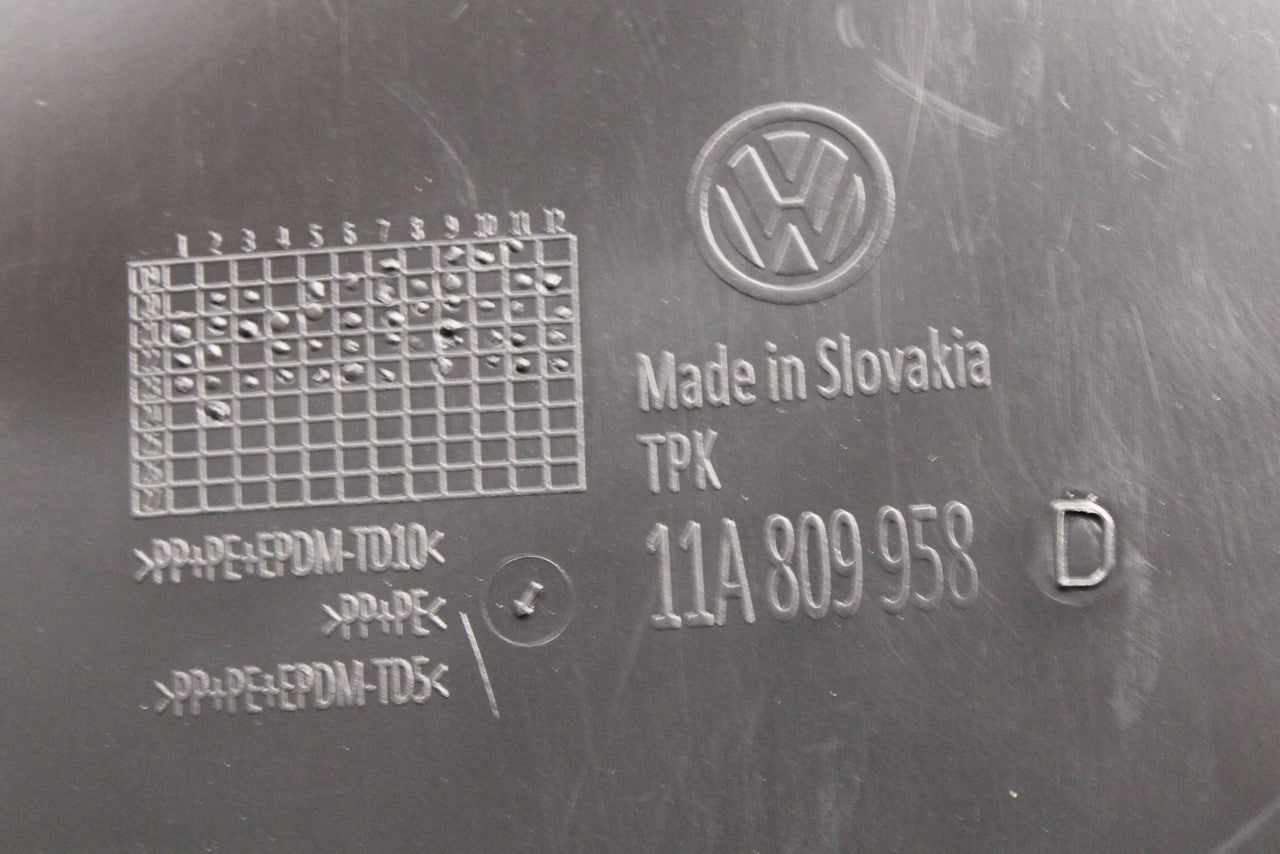 1 2 3 4 5 6 7 8 9 10 11 12
>PP+PE+EPDM-TD10<
>PP+PE<
>PP+PE+EPDM-TD5<
VW
Made in Slovakia
TPK
11A 809 958 D